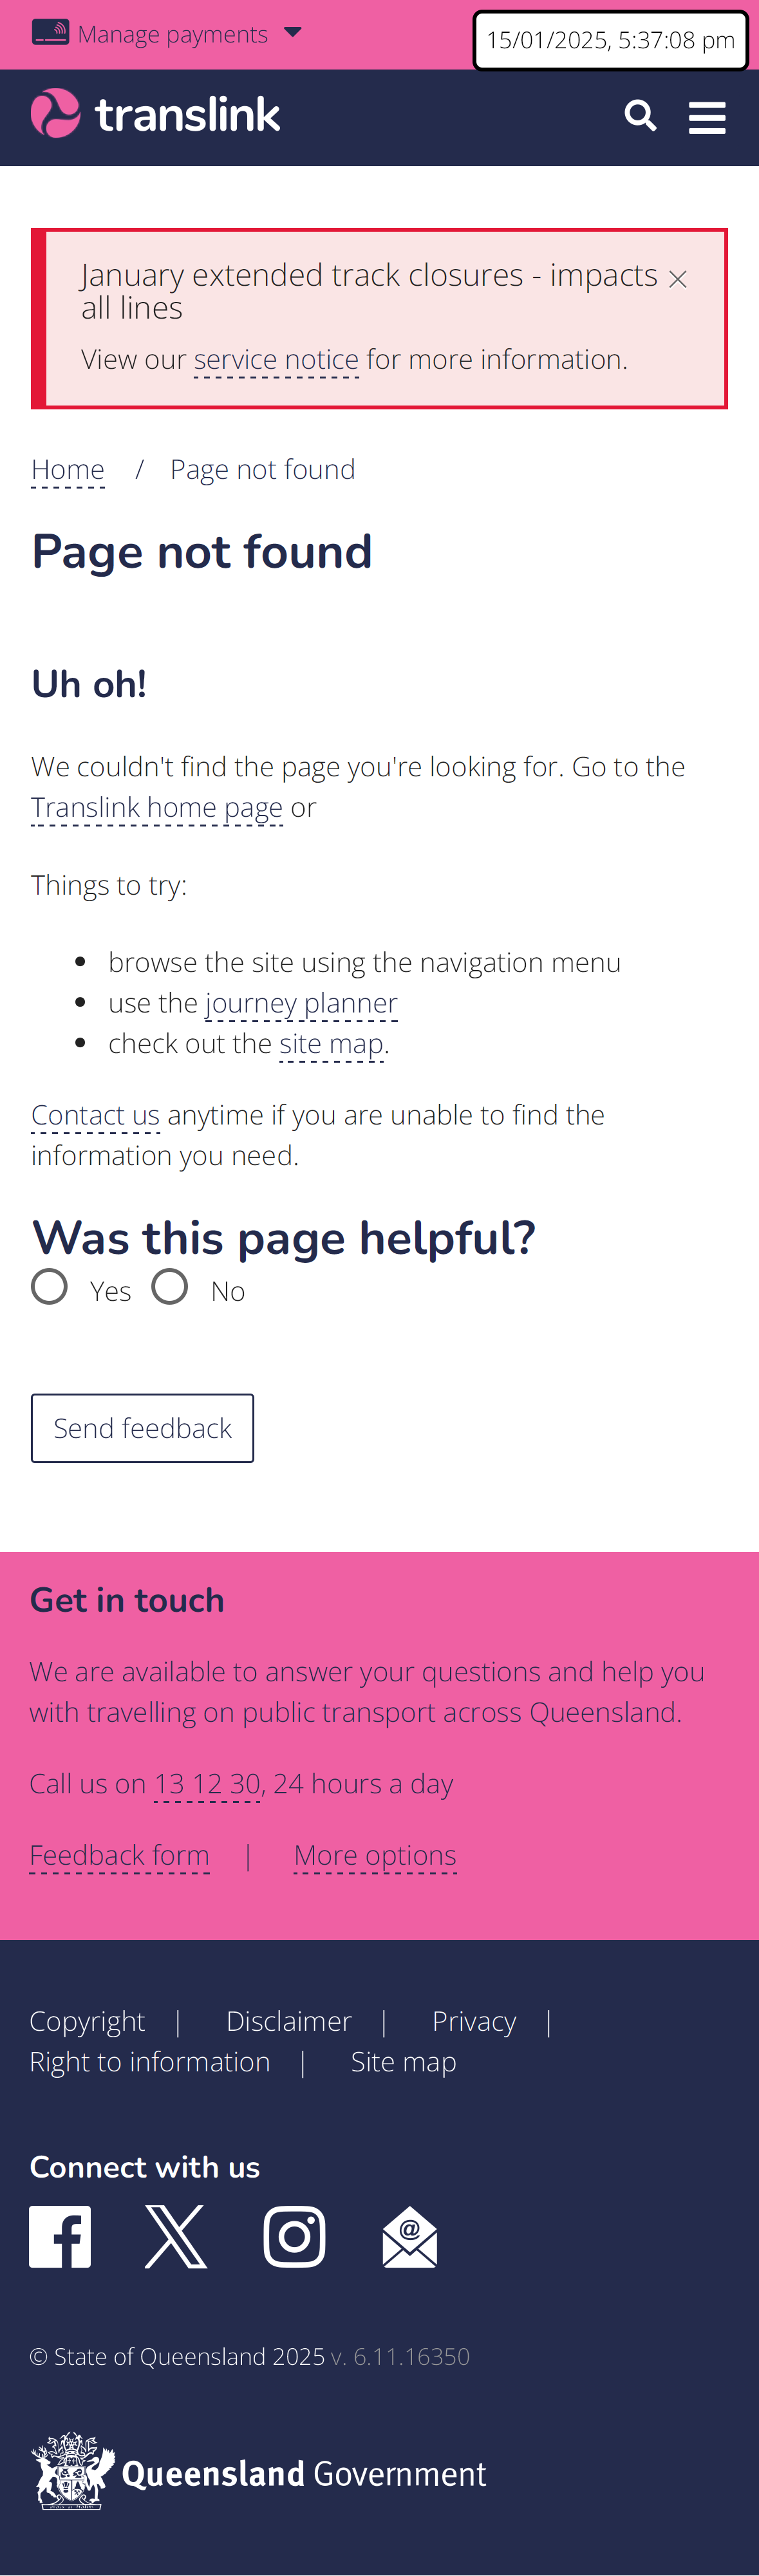 Manage payments
15/01/2025, 5:37:08 pm
translink
January extended track closures - impacts
all lines
View our service notice for more information.
Home / Page not found
Page not found
Uh oh!
We couldn't find the page you're looking for. Go to the
Translink home page or
Things to try:
browse the site using the navigation menu
use the journey planner
check out the site map.
Contact us anytime if you are unable to find the
information you need.
Was this page helpful?
Yes No
Send feedback
Get in touch
We are available to answer your questions and help you
with travelling on public transport across Queensland.
Call us on 13 12 30, 24 hours a day
Feedback form | More options
Copyright | Disclaimer | Privacy |
Right to information | Site map
Connect with us
© State of Queensland 2025 v. 6.11.16350
Queensland Government